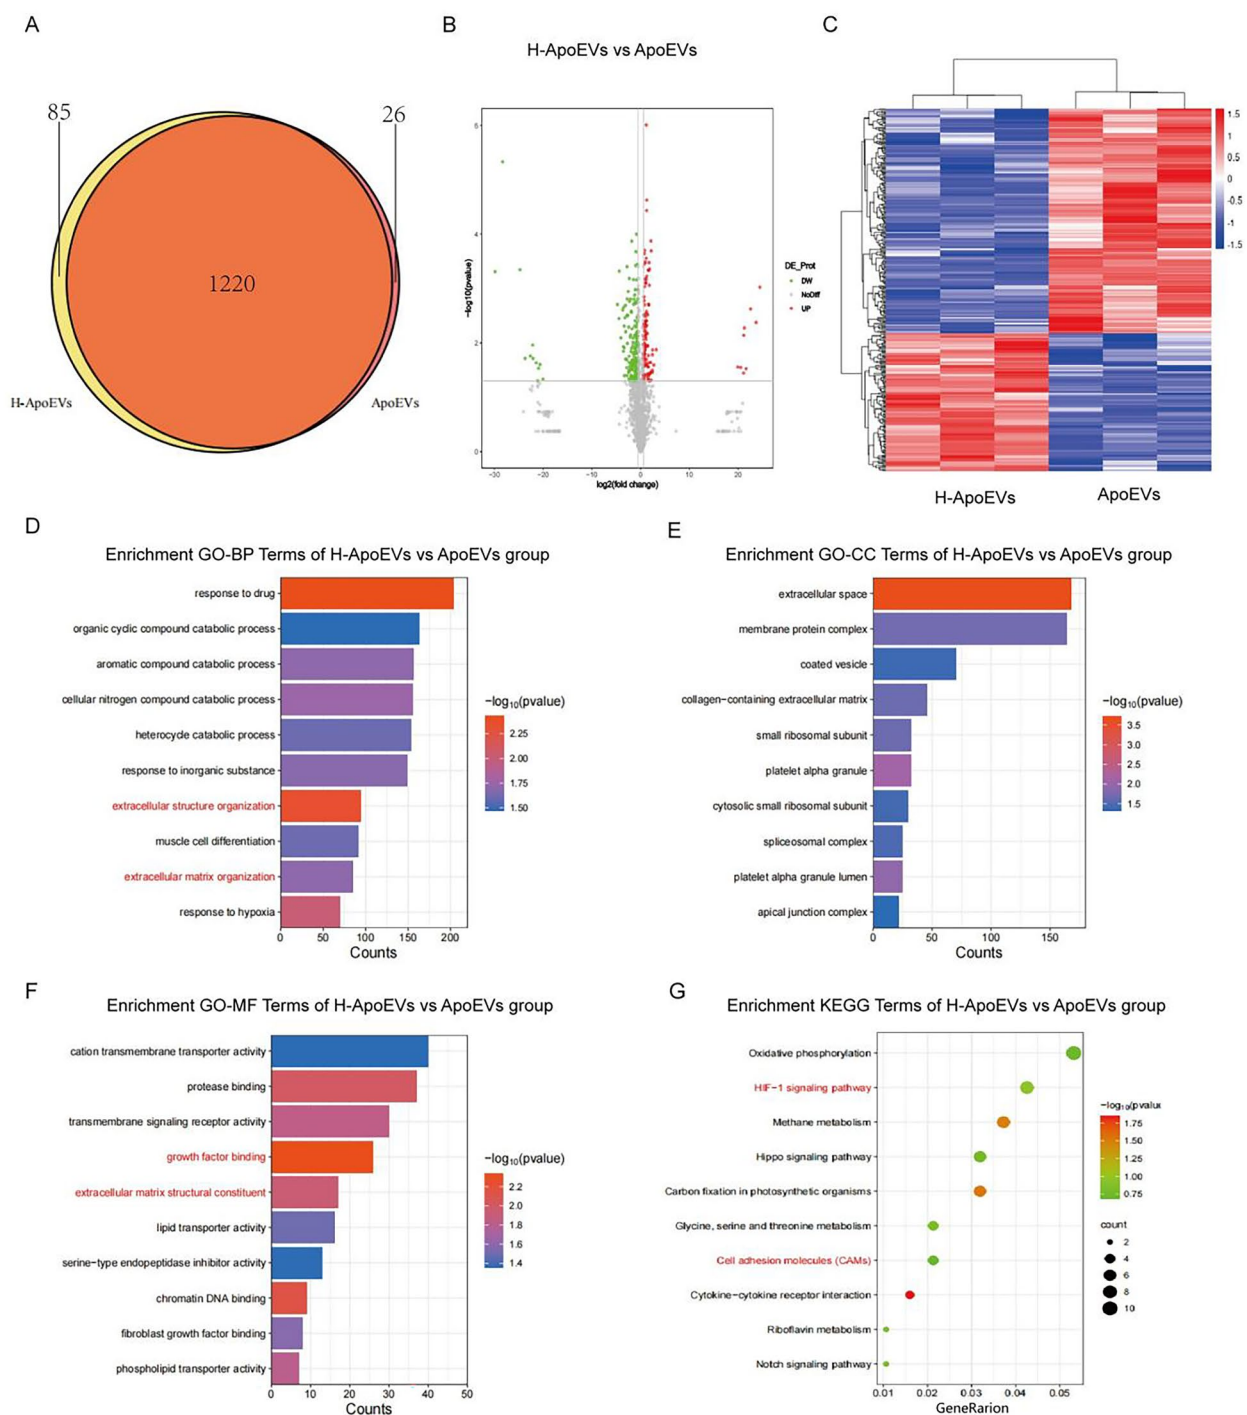 A
85
26
1220
H-ApoEVs
ApoEVs
B
H-ApoEVs vs ApoEVs
6
4
2
0
−log10(pvalue)
−30
−20
−10
0
10
20
log2(fold change)
DE_Prot
DW
NoDiff
UP
C
1.5
1
0.5
0
-0.5
-1
-1.5
H-ApoEVs
ApoEVs
D
Enrichment GO-BP Terms of H-ApoEVs vs ApoEVs group
response to drug
organic cyclic compound catabolic process
aromatic compound catabolic process
cellular nitrogen compound catabolic process
heterocycle catabolic process
response to inorganic substance
extracellular structure organization
muscle cell differentiation
extracellular matrix organization
response to hypoxia
0
50
100
150
200
Counts
−log₁₀(pvalue)
2.25
2.00
1.75
1.50
E
Enrichment GO-CC Terms of H-ApoEVs vs ApoEVs group
extracellular space
membrane protein complex
coated vesicle
collagen-containing extracellular matrix
small ribosomal subunit
platelet alpha granule
cytosolic small ribosomal subunit
spliceosomal complex
platelet alpha granule lumen
apical junction complex
0
50
100
150
Counts
−log₁₀(pvalue)
3.5
3.0
2.5
2.0
1.5
F
Enrichment GO-MF Terms of H-ApoEVs vs ApoEVs group
cation transmembrane transporter activity
protease binding
transmembrane signaling receptor activity
growth factor binding
extracellular matrix structural constituent
lipid transporter activity
serine-type endopeptidase inhibitor activity
chromatin DNA binding
fibroblast growth factor binding
phospholipid transporter activity
0
10
20
30
40
50
Counts
−log₁₀(pvalue)
2.2
2.0
1.8
1.6
1.4
G
Enrichment KEGG Terms of H-ApoEVs vs ApoEVs group
Oxidative phosphorylation
HIF−1 signaling pathway
Methane metabolism
Hippo signaling pathway
Carbon fixation in photosynthetic organisms
Glycine, serine and threonine metabolism
Cell adhesion molecules (CAMs)
Cytokine−cytokine receptor interaction
Riboflavin metabolism
Notch signaling pathway
0.01
0.02
0.03
0.04
0.05
GeneRarion
−log₁₀(pvalu
1.75
1.50
1.25
1.00
0.75
count
2
4
6
8
10